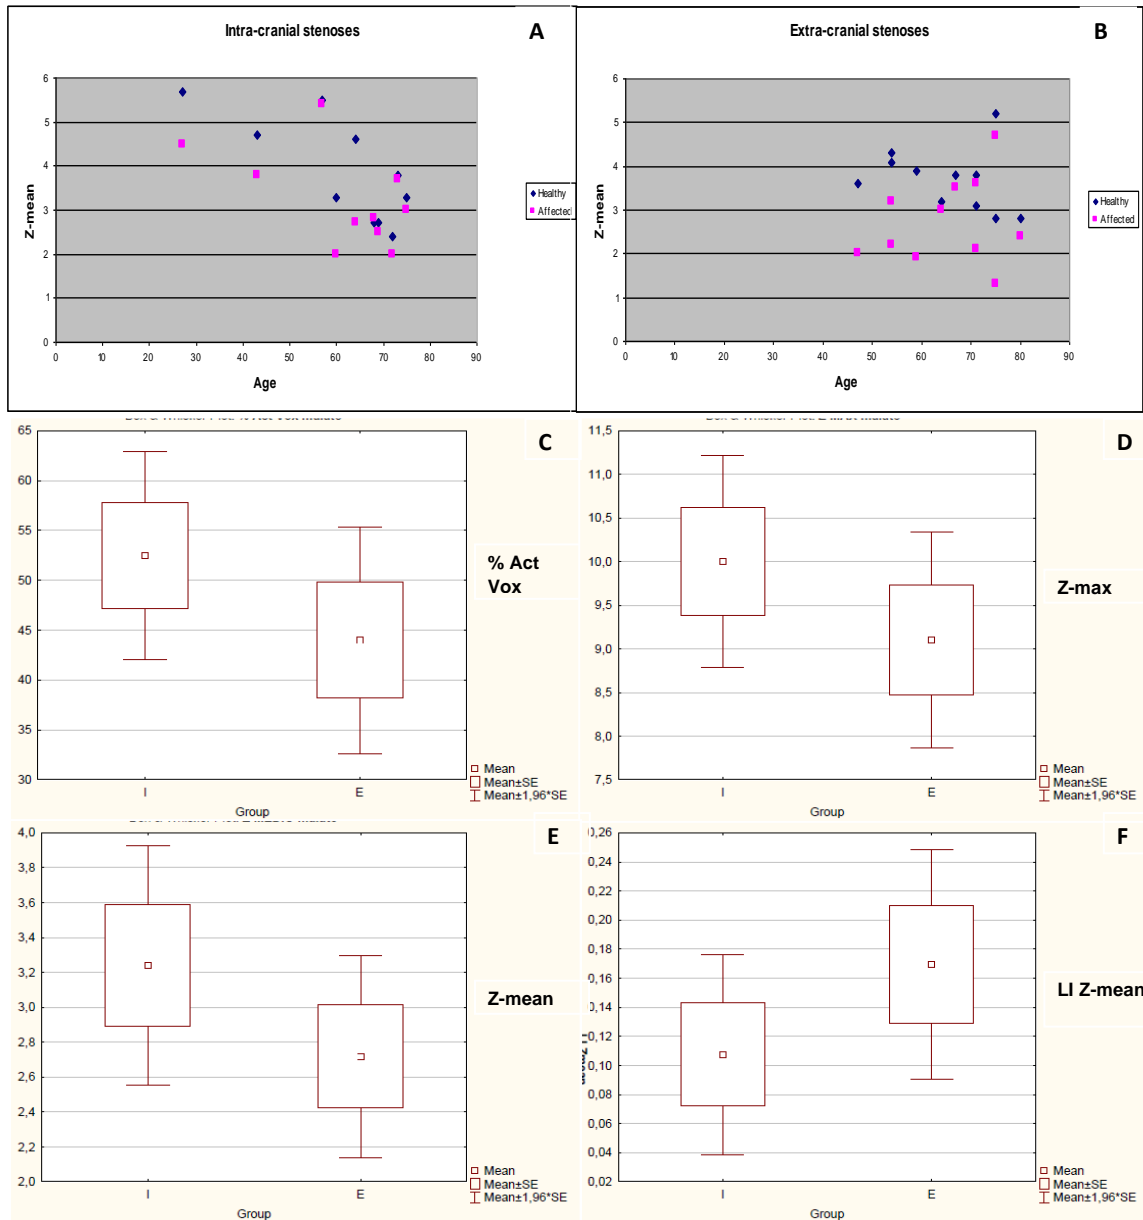 Intra-cranial stenoses
A
Z-mean
6
5
4
3
2
1
0
0 10 20 30 40 50 60 70 80 90
Age
Healthy
Affected
Extra-cranial stenoses
B
Z-mean
6
5
4
3
2
1
0
0 10 20 30 40 50 60 70 80 90
Age
Healthy
Affected
C
65
60
55
50
45
40
35
30
I E
Group
% Act
Vox
Mean
Mean±SE
Mean±1,96*SE
D
11,5
11,0
10,5
10,0
9,5
9,0
8,5
8,0
7,5
I E
Group
Z-max
Mean
Mean±SE
Mean±1,96*SE
E
4,0
3,8
3,6
3,4
3,2
3,0
2,8
2,6
2,4
2,2
2,0
I E
Group
Z-mean
Mean
Mean±SE
Mean±1,96*SE
F
0,26
0,24
0,22
0,20
0,18
0,16
0,14
0,12
0,10
0,08
0,06
0,04
0,02
I E
Group
LI Z-mean
Mean
Mean±SE
Mean±1,96*SE